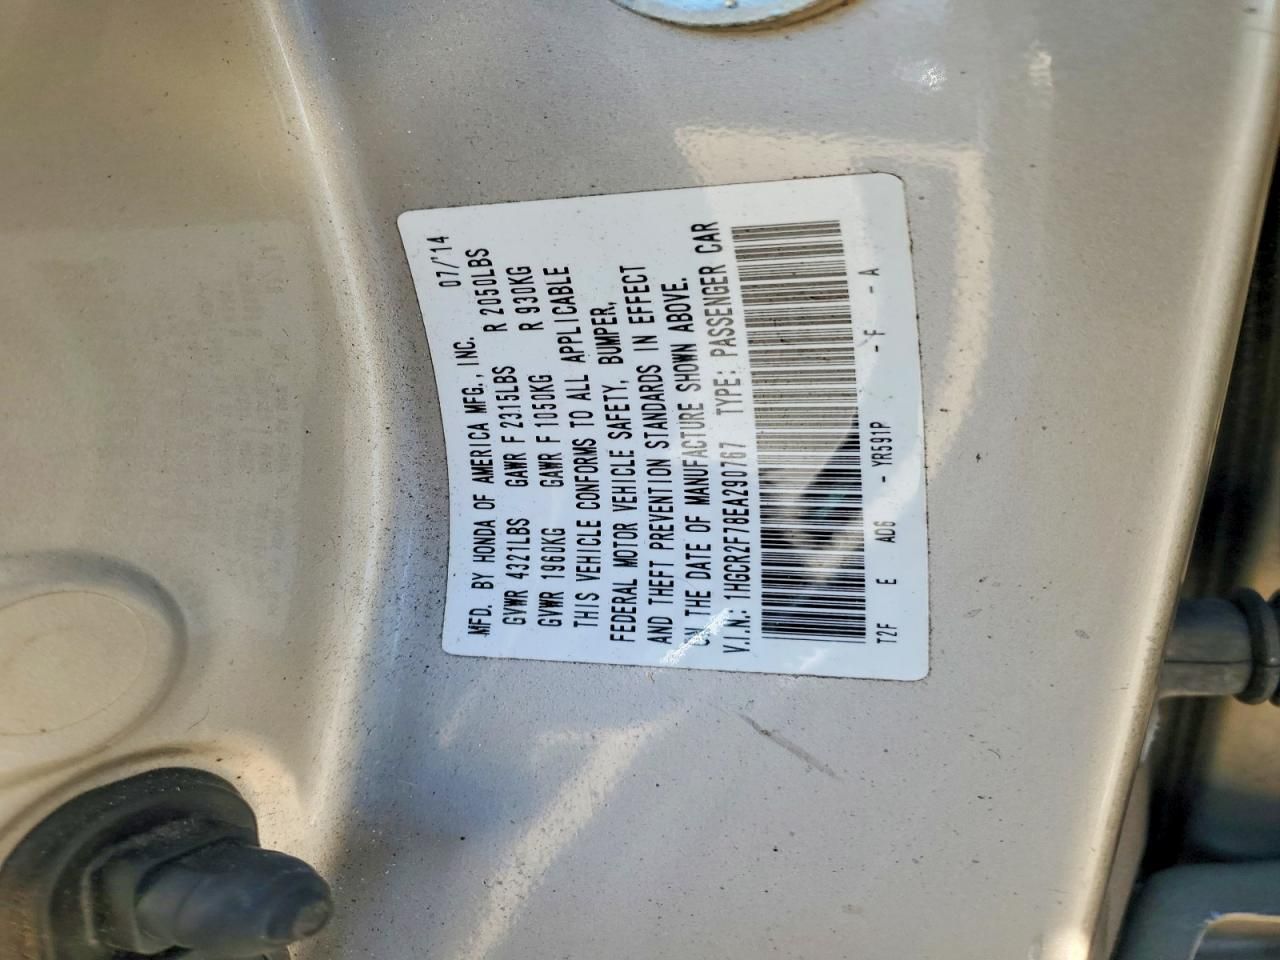 MFD. BY HONDA OF AMERICA MFG., INC. 07/'14
GVWR 4321LBS GAWR F 2315LBS R 2050LBS
GVWR 1960KG GAWR F 1050KG R 930KG
THIS VEHICLE CONFORMS TO ALL APPLICABLE
FEDERAL MOTOR VEHICLE SAFETY, BUMPER,
AND THEFT PREVENTION STANDARDS IN EFFECT
ON THE DATE OF MANUFACTURE SHOWN ABOVE.
V.I.N.: 1HGCR2F78EA290767 TYPE: PASSENGER CAR
T2F E AD6 - YR591P - F - A